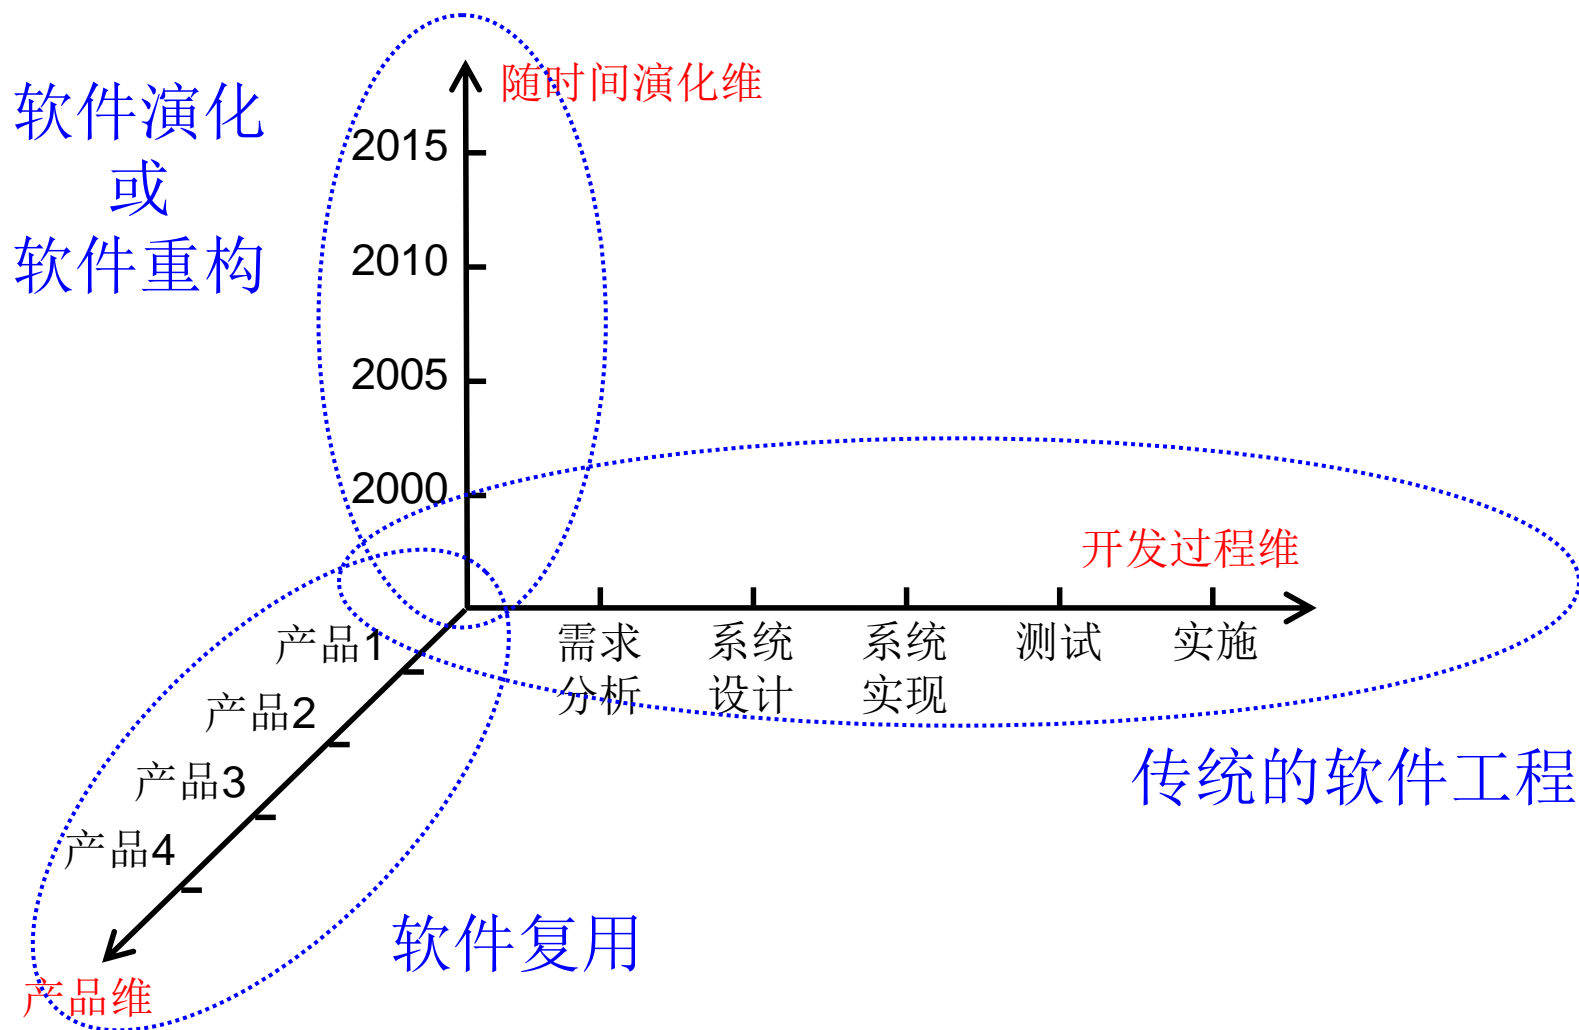 随时间演化维
软件演化
或
软件重构
2015
2010
2005
2000
开发过程维
需求
分析
系统
设计
系统
实现
测试
实施
传统的软件工程
产品1
产品2
产品3
产品4
产品维
软件复用